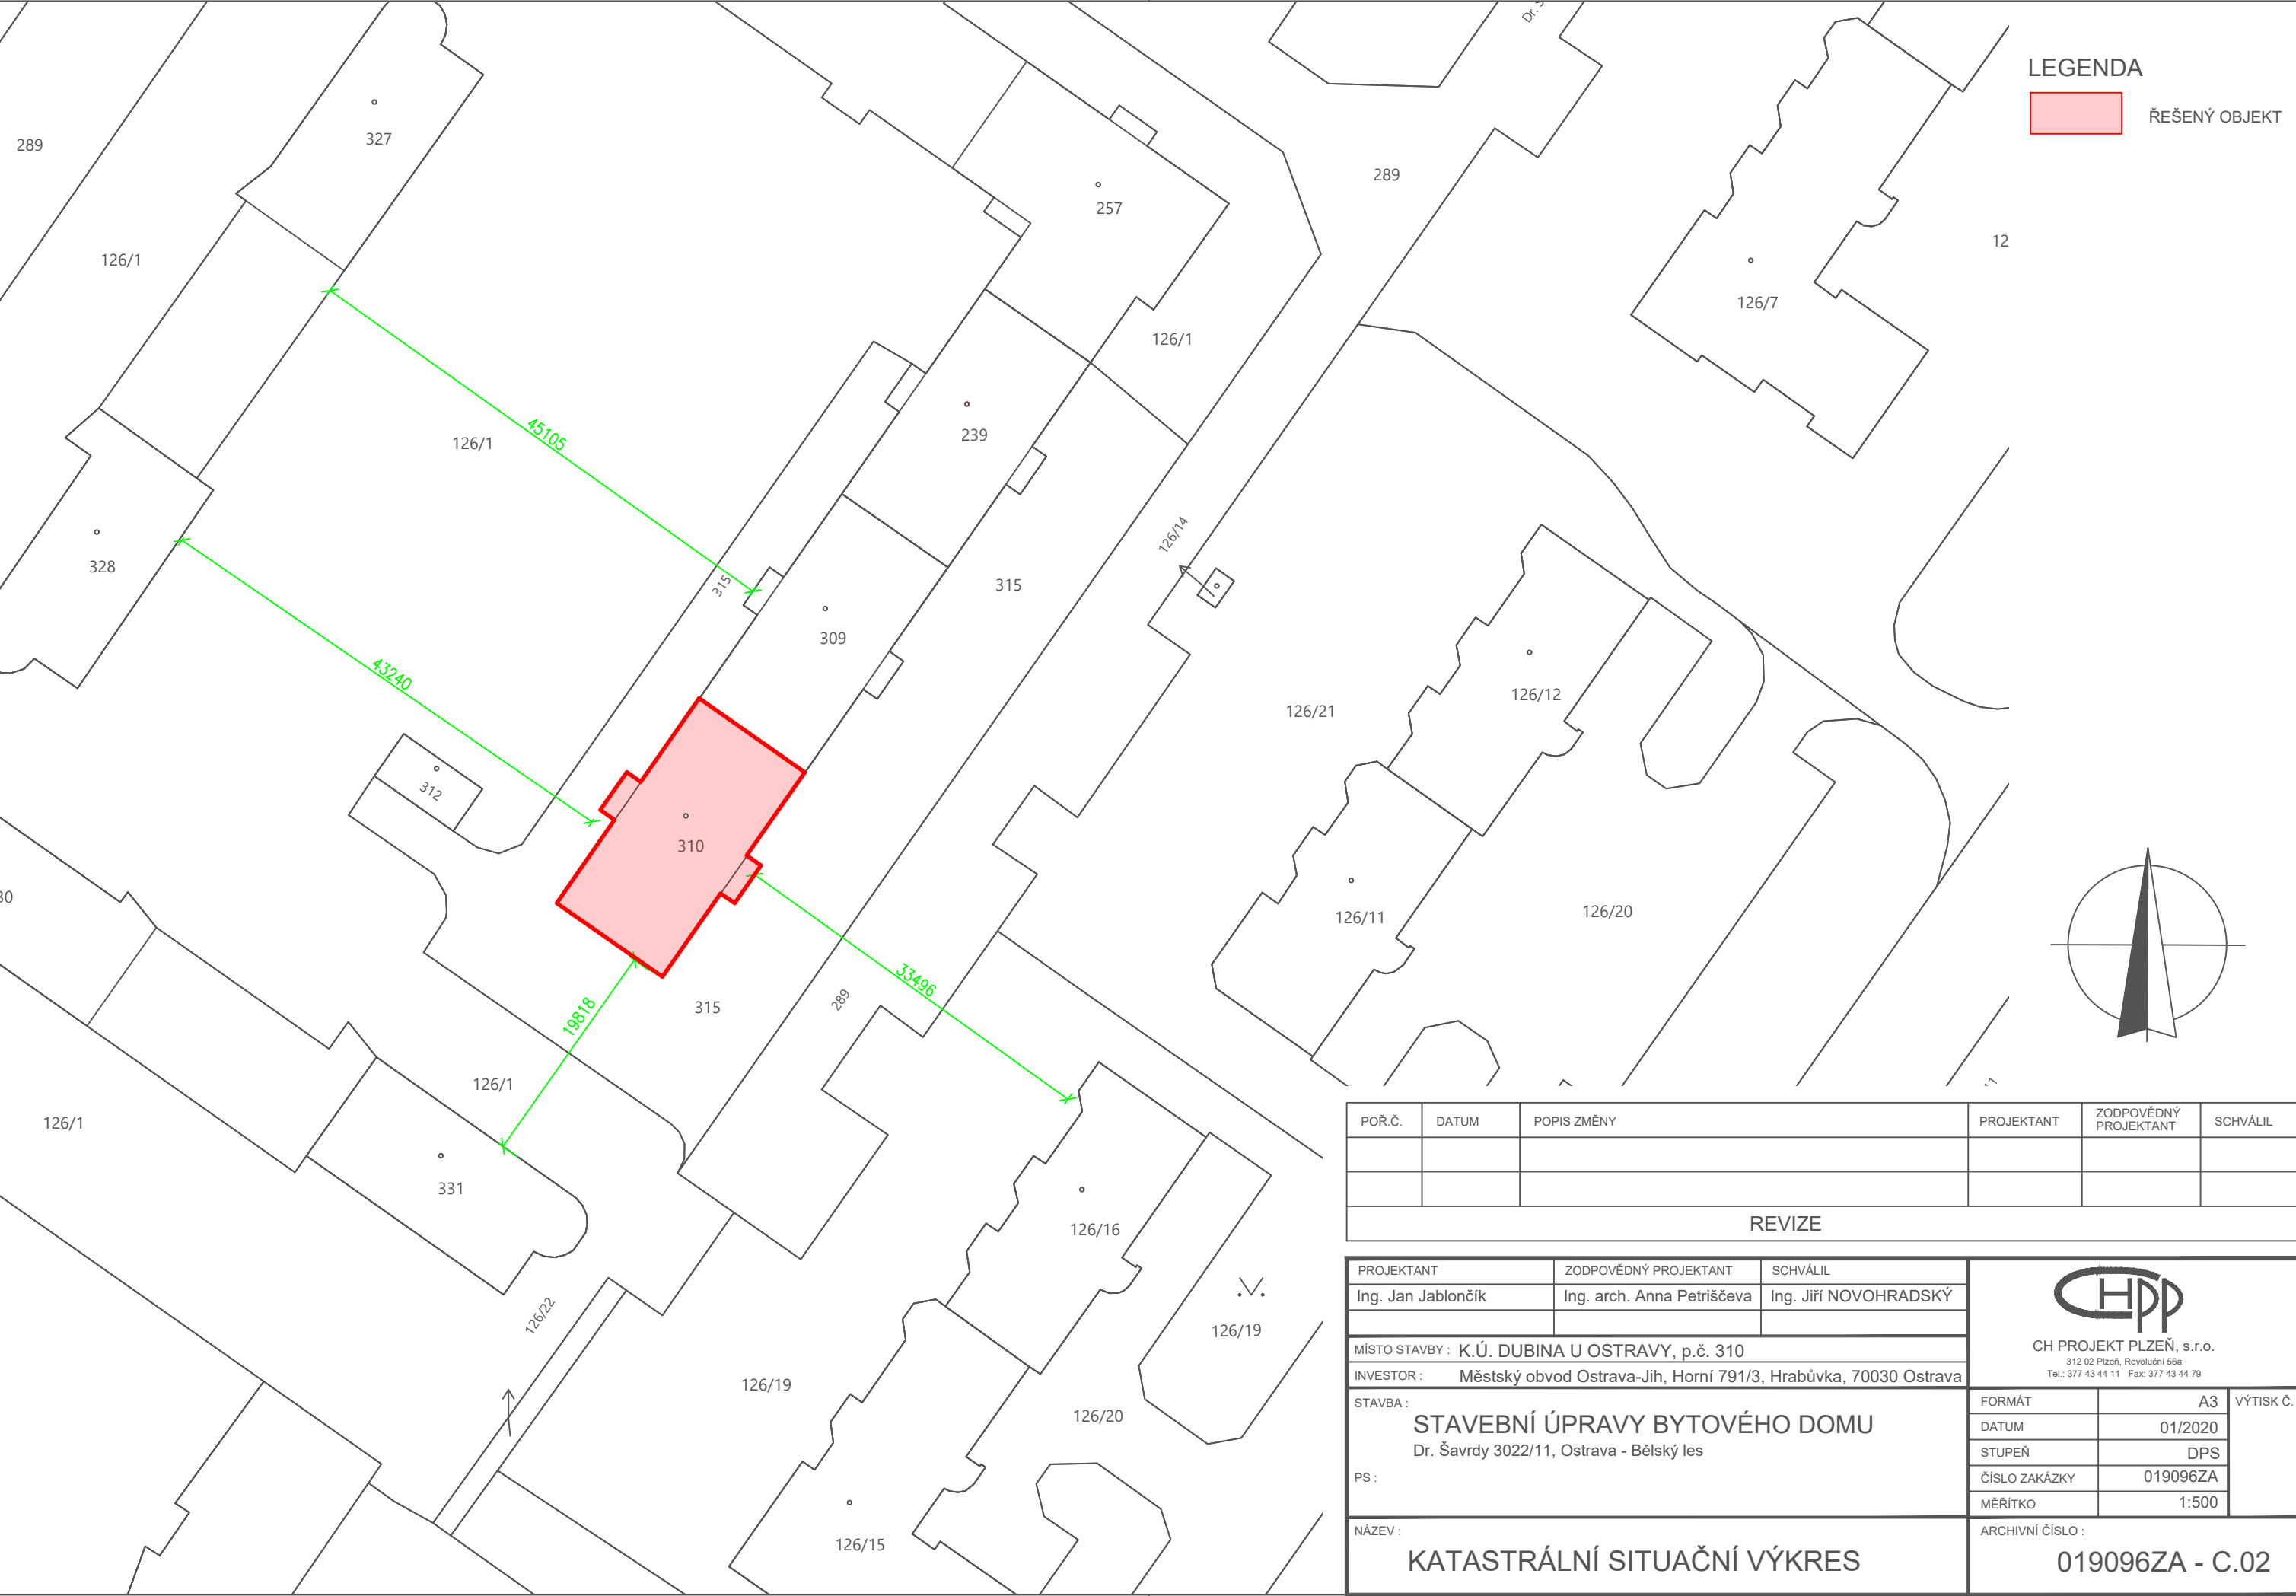 Dr. Š
LEGENDA
ŘEŠENÝ OBJEKT
327
289
289
257
126/1
12
126/7
126/1
45105
126/1
239
126/14
328
315
315
309
43240
126/12
126/21
312
310
30
126/11
126/20
33496
289
315
19818
126/1
126/1
331
126/16
126/22
126/19
126/19
126/20
126/15
POŘ.Č.
DATUM
POPIS ZMĚNY
PROJEKTANT
ZODPOVĚDNÝ
PROJEKTANT
SCHVÁLIL
REVIZE
PROJEKTANT
ZODPOVĚDNÝ PROJEKTANT
SCHVÁLIL
Ing. Jan Jablončík
Ing. arch. Anna Petriščeva
Ing. Jiří NOVOHRADSKÝ
CHPP
CH PROJEKT PLZEŇ, s.r.o.
312 02 Plzeň, Revoluční 56a
Tel.: 377 43 44 11 Fax: 377 43 44 79
MÍSTO STAVBY : K.Ú. DUBINA U OSTRAVY, p.č. 310
INVESTOR : Městský obvod Ostrava-Jih, Horní 791/3, Hrabůvka, 70030 Ostrava
STAVBA :
STAVEBNÍ ÚPRAVY BYTOVÉHO DOMU
Dr. Šavrdy 3022/11, Ostrava - Bělský les
PS :
FORMÁT A3
VÝTISK Č.
DATUM 01/2020
STUPEŇ DPS
ČÍSLO ZAKÁZKY 019096ZA
MĚŘÍTKO 1:500
NÁZEV :
KATASTRÁLNÍ SITUAČNÍ VÝKRES
ARCHIVNÍ ČÍSLO :
019096ZA - C.02